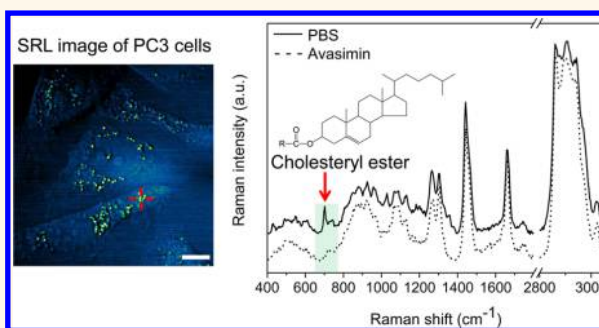 SRL image of PC3 cells
PBS
Avasimin
R
C
O
O
Cholesteryl ester
Raman intensity (a.u.)
400 600 800 1000 1200 1400 1600 2800 3000
Raman shift (cm-1)